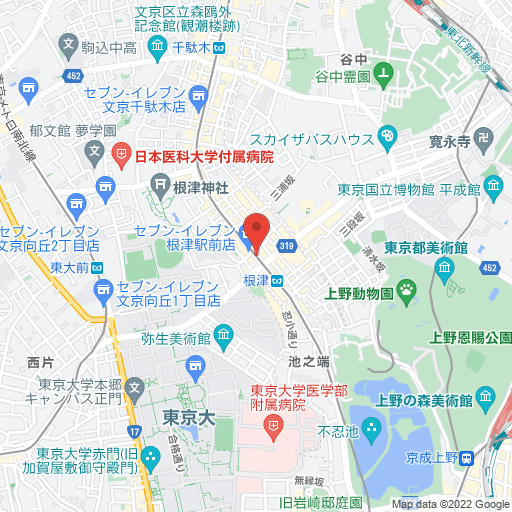 文京区立森鴎外
記念館(観潮楼跡)
東北新幹線
駒込中高
千駄木
谷中
谷中霊園
452
セブン-イレブン
文京千駄木店
東京メトロ南北線
スカイザバスハウス
寛永寺
郁文館 夢学園
日本医科大学付属病院
三浦坂
根津神社
東京国立博物館 平成館
三段坂
セブン-イレブン
文京向丘2丁目店
セブン-イレブン
根津駅前店
319
清水坂
東京都美術館
東大前
452
セブン-イレブン
文京向丘1丁目店
根津
上野動物園
忍小通り
弥生美術館
上野恩賜公園
西片
池之端
東京大学本郷
キャンパス正門
東京大学医学部
附属病院
上野の森美術館
17
東京大
不忍池
合格通り
東京大学赤門(旧
加賀屋敷御守殿門)
京成上野
無縁坂
旧岩崎邸庭園
Map data ©2022 Google